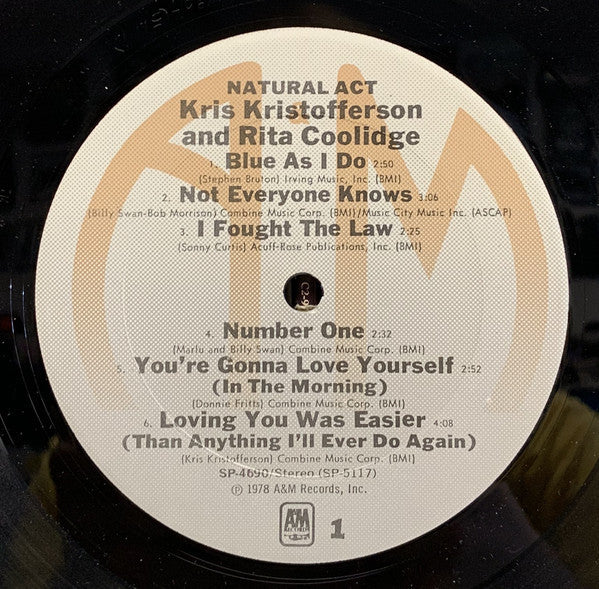 NATURAL ACT
Kris Kristofferson
and Rita Coolidge
1. Blue As I Do 2:50
(Stephen Bruton) Irving Music, Inc. (BMI)
2. Not Everyone Knows 3:06
(Billy Swan-Bob Morrison) Combine Music Corp. (BMI)/Music City Music Inc. (ASCAP)
3. I Fought The Law 2:25
(Sonny Curtis) Acuff-Rose Publications, Inc. (BMI)
4. Number One 2:32
(Marlu and Billy Swan) Combine Music Corp. (BMI)
5. You're Gonna Love Yourself 2:52
(In The Morning)
(Donnie Fritts) Combine Music Corp. (BMI)
6. Loving You Was Easier 4:08
(Than Anything I'll Ever Do Again)
(Kris Kristofferson) Combine Music Corp. (BMI)
SP-4690/Stereo (SP-5117)
℗ 1978 A&M Records, Inc.
A&M
RECORDS
1